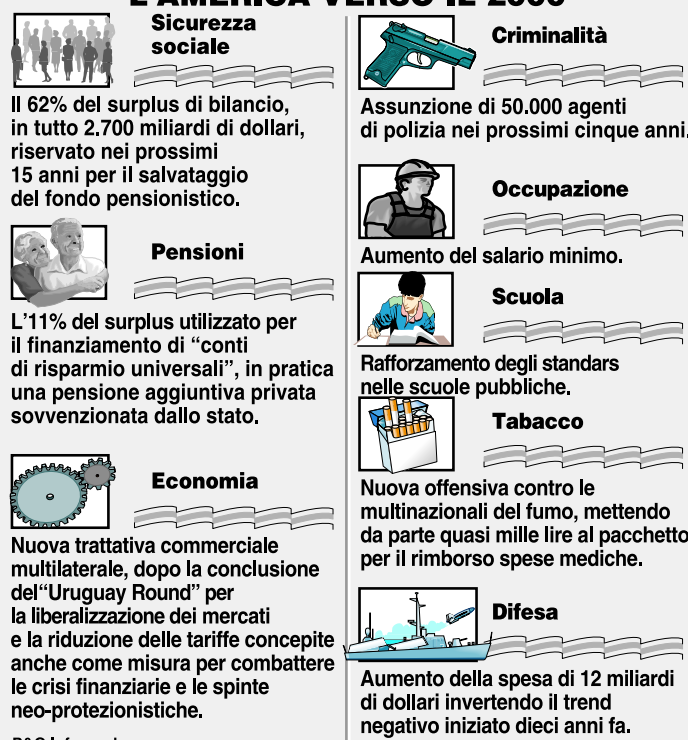 L'AMERICA VERSO IL 2000
Sicurezza
sociale
Il 62% del surplus di bilancio,
in tutto 2.700 miliardi di dollari,
riservato nei prossimi
15 anni per il salvataggio
del fondo pensionistico.
Pensioni
L'11% del surplus utilizzato per
il finanziamento di “conti
di risparmio universali”, in pratica
una pensione aggiuntiva privata
sovvenzionata dallo stato.
Economia
Nuova trattativa commerciale
multilaterale, dopo la conclusione
del“Uruguay Round” per
la liberalizzazione dei mercati
e la riduzione delle tariffe concepite
anche come misura per combattere
le crisi finanziarie e le spinte
neo-protezionistiche.
Criminalità
Assunzione di 50.000 agenti
di polizia nei prossimi cinque anni.
Occupazione
Aumento del salario minimo.
Scuola
Rafforzamento degli standars
nelle scuole pubbliche.
Tabacco
Nuova offensiva contro le
multinazionali del fumo, mettendo
da parte quasi mille lire al pacchetto
per il rimborso spese mediche.
Difesa
Aumento della spesa di 12 miliardi
di dollari invertendo il trend
negativo iniziato dieci anni fa.